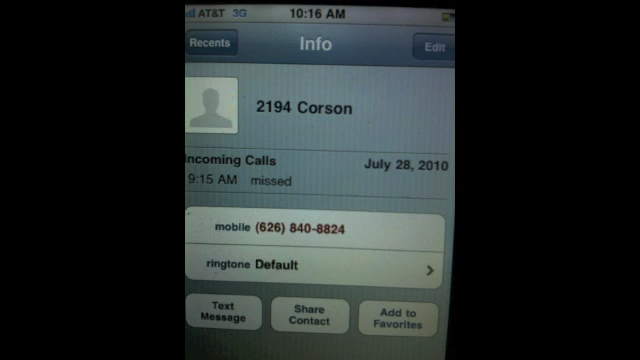 AT&T 3G 10:16 AM
Recents Info Edit
2194 Corson
Incoming Calls July 28, 2010
9:15 AM missed
mobile (626) 840-8824
ringtone Default
Text Message
Share Contact
Add to Favorites